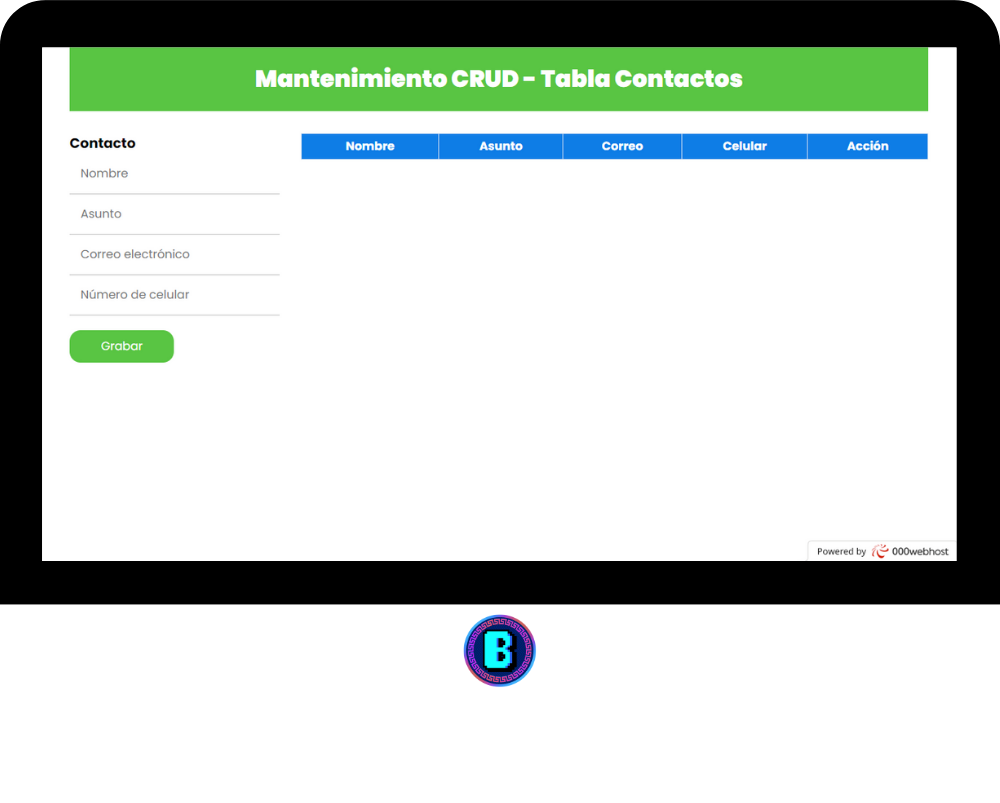 Mantenimiento CRUD - Tabla Contactos
Contacto
Nombre
Asunto
Correo electrónico
Número de celular
Grabar
Nombre Asunto Correo Celular Acción
Powered by 000webhost
B